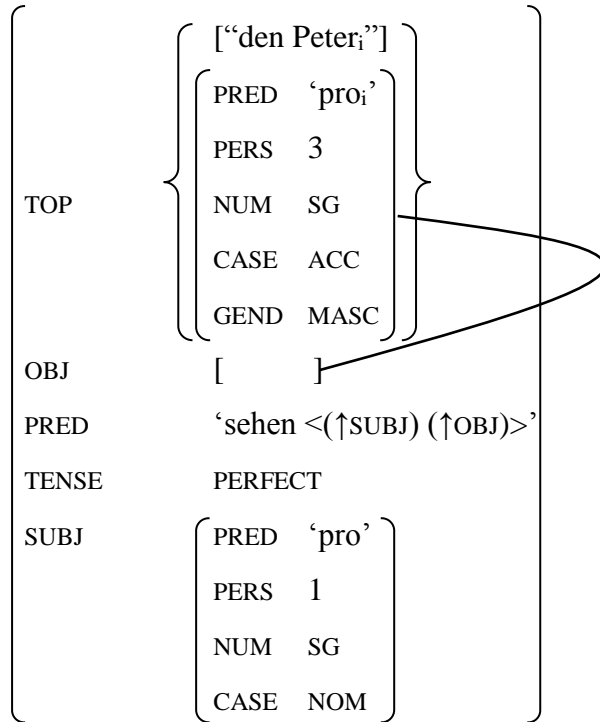 [“den Peterᵢ”]
PRED ‘proᵢ’
PERS 3
TOP NUM SG
CASE ACC
GEND MASC
OBJ [ ]
PRED ‘sehen <(↑SUBJ) (↑OBJ)>’
TENSE PERFECT
SUBJ PRED ‘pro’
PERS 1
NUM SG
CASE NOM